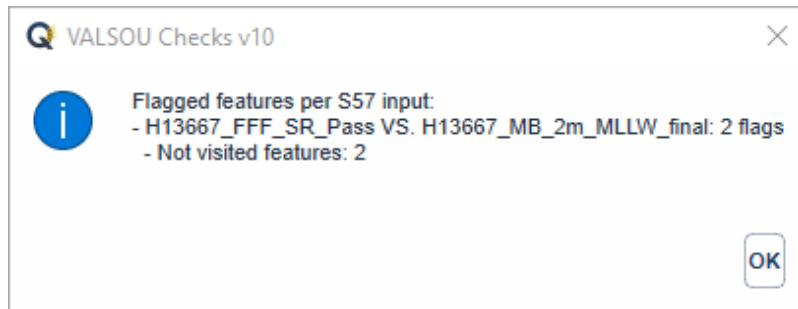 VALSOU Checks v10
Flagged features per S57 input:
- H13667_FFF_SR_Pass VS. H13667_MB_2m_MLLW_final: 2 flags
- Not visited features: 2
OK